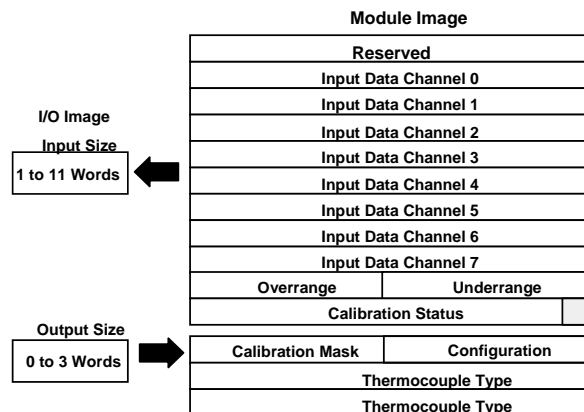 Module Image
Reserved
Input Data Channel 0
Input Data Channel 1
I/O Image
Input Data Channel 2
Input Size
Input Data Channel 3
1 to 11 Words
Input Data Channel 4
Input Data Channel 5
Input Data Channel 6
Input Data Channel 7
Overrange Underrange
Calibration Status
Output Size
Calibration Mask Configuration
0 to 3 Words
Thermocouple Type
Thermocouple Type